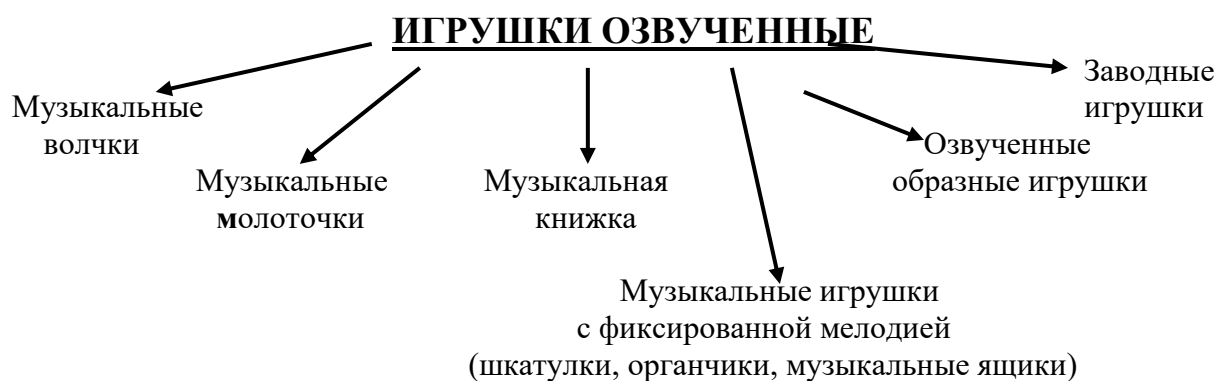 ИГРУШКИ ОЗВУЧЕННЫЕ
Музыкальные
волчки
Музыкальные
молоточки
Музыкальная
книжка
Музыкальные игрушки
с фиксированной мелодией
(шкатулки, органчики, музыкальные ящики)
Озвученные
образные игрушки
Заводные
игрушки